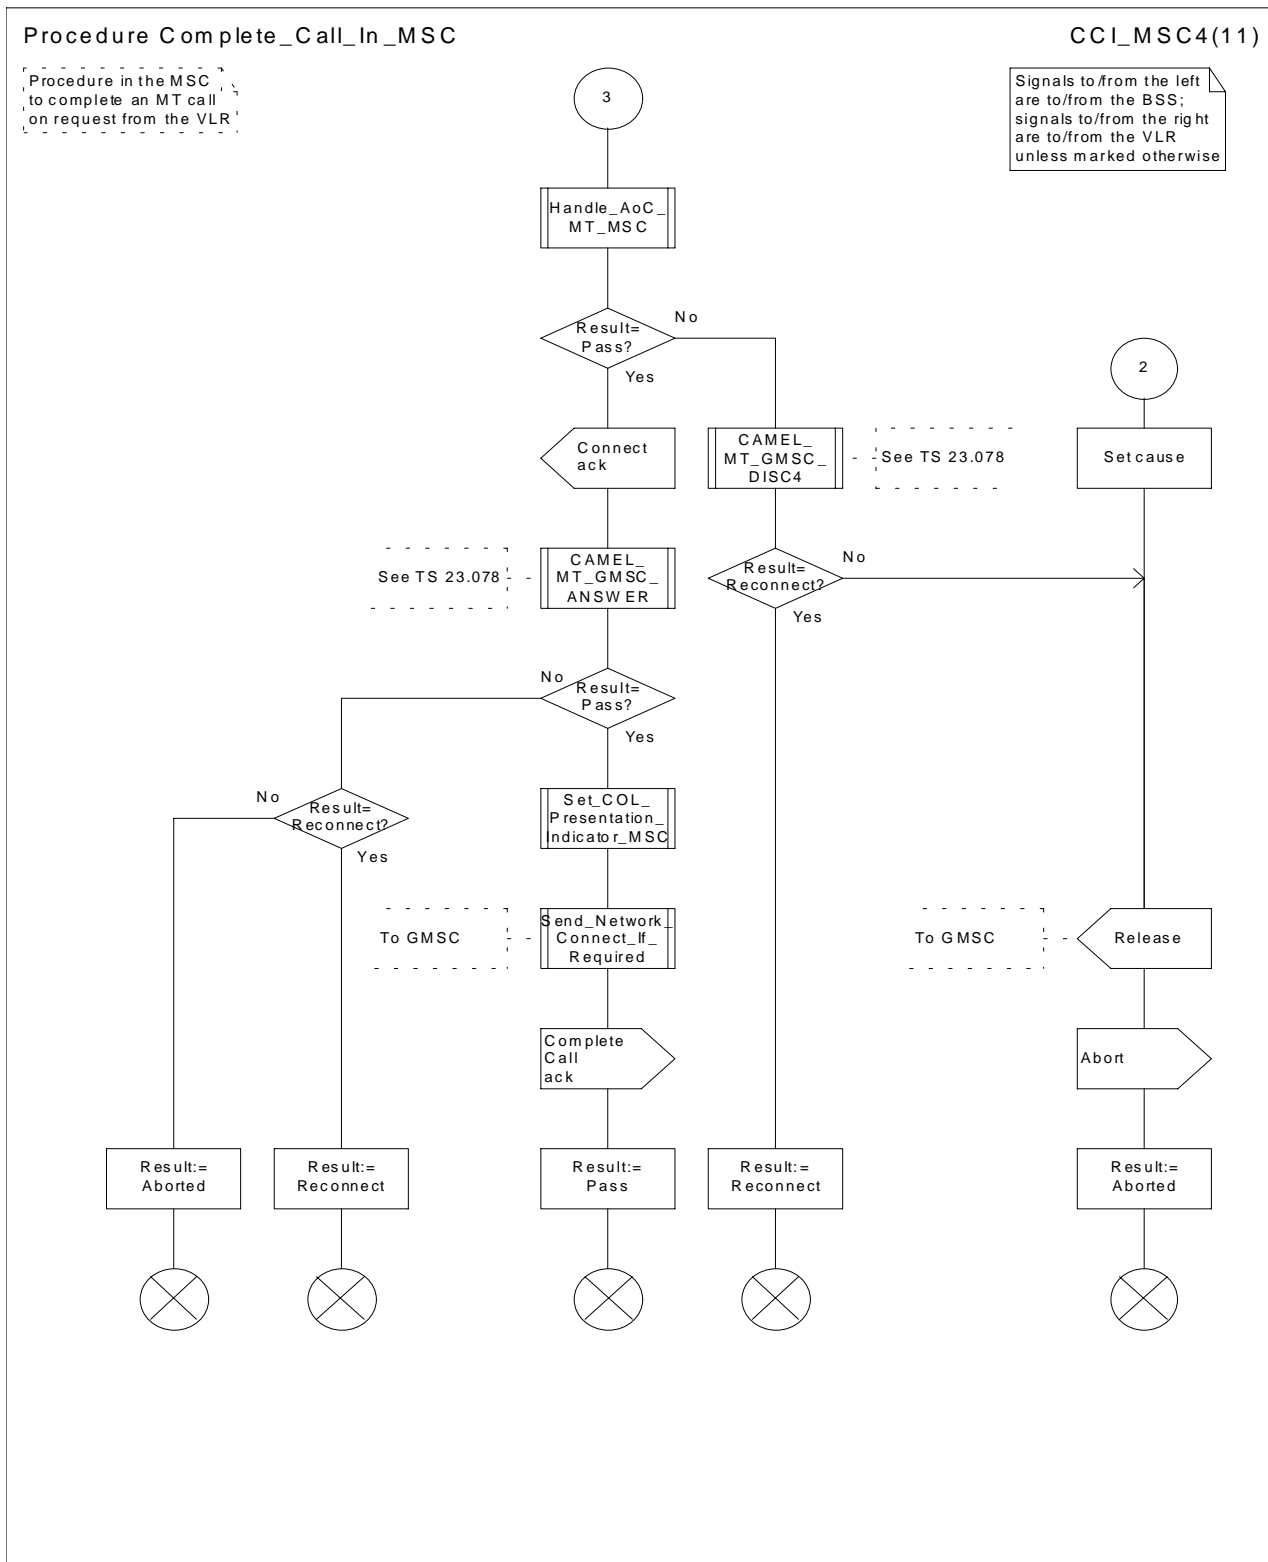 Procedure Complete_Call_In_MSC
CCI_MSC4(11)
Procedure in the MSC
to complete an MT call
on request from the VLR
Signals to/from the left
are to/from the BSS;
signals to/from the right
are to/from the VLR
unless marked otherwise
3
Handle_AoC_
MT_MSC
Result=
Pass?
No
Yes
2
Connect
ack
CAMEL_
MT_GMSC_
DISC4
See TS 23.078
Set cause
See TS 23.078
CAMEL_
MT_GMSC_
ANSWER
Result=
Reconnect?
No
Yes
Result=
Pass?
No
Yes
Result=
Reconnect?
No
Yes
Set_COL_
Presentation_
Indicator_MSC
To GMSC
Send_Network_
Connect_If_
Required
To GMSC
Release
Complete
Call
ack
Abort
Result:=
Aborted
Result:=
Reconnect
Result:=
Pass
Result:=
Reconnect
Result:=
Aborted